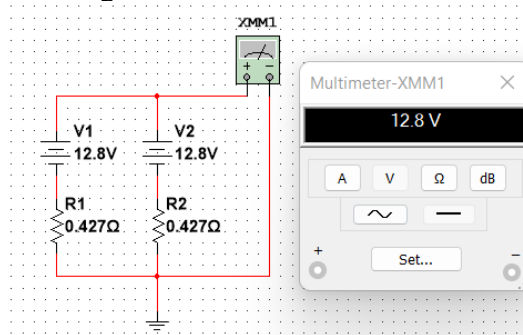 XMM1
+ -
V1
12.8V
V2
12.8V
R1
0.427Ω
R2
0.427Ω
Multimeter-XMM1
12.8 V
A V Ω dB
+ Set... -